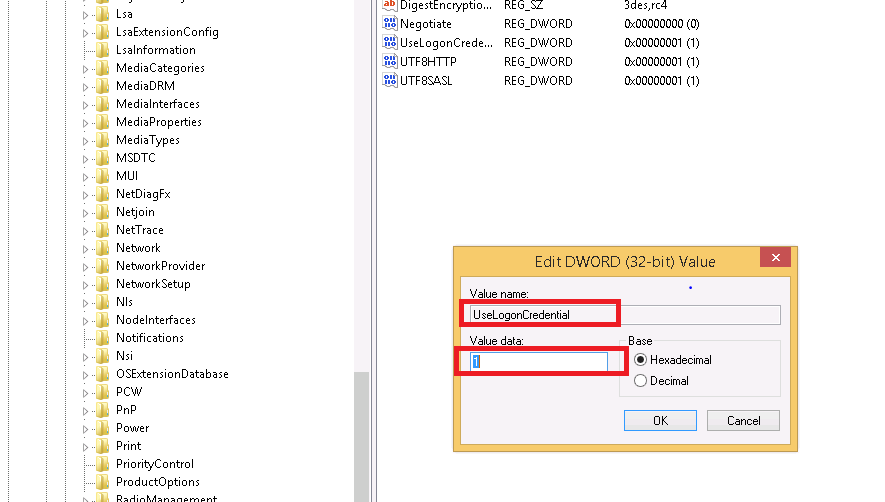 Lsa
LsaExtensionConfig
LsaInformation
MediaCategories
MediaDRM
MediaInterfaces
MediaProperties
MediaTypes
MSDTC
MUI
NetDiagFx
Netjoin
NetTrace
Network
NetworkProvider
NetworkSetup
Nls
NodeInterfaces
Notifications
Nsi
OSExtensionDatabase
PCW
PnP
Power
Print
PriorityControl
ProductOptions
RadioManagement
DigestEncryptio... REG_SZ 3des,rc4
Negotiate REG_DWORD 0x00000000 (0)
UseLogonCrede... REG_DWORD 0x00000001 (1)
UTF8HTTP REG_DWORD 0x00000001 (1)
UTF8SASL REG_DWORD 0x00000001 (1)
Edit DWORD (32-bit) Value
Value name:
UseLogonCredential
Value data:
1
Base
Hexadecimal
Decimal
OK Cancel